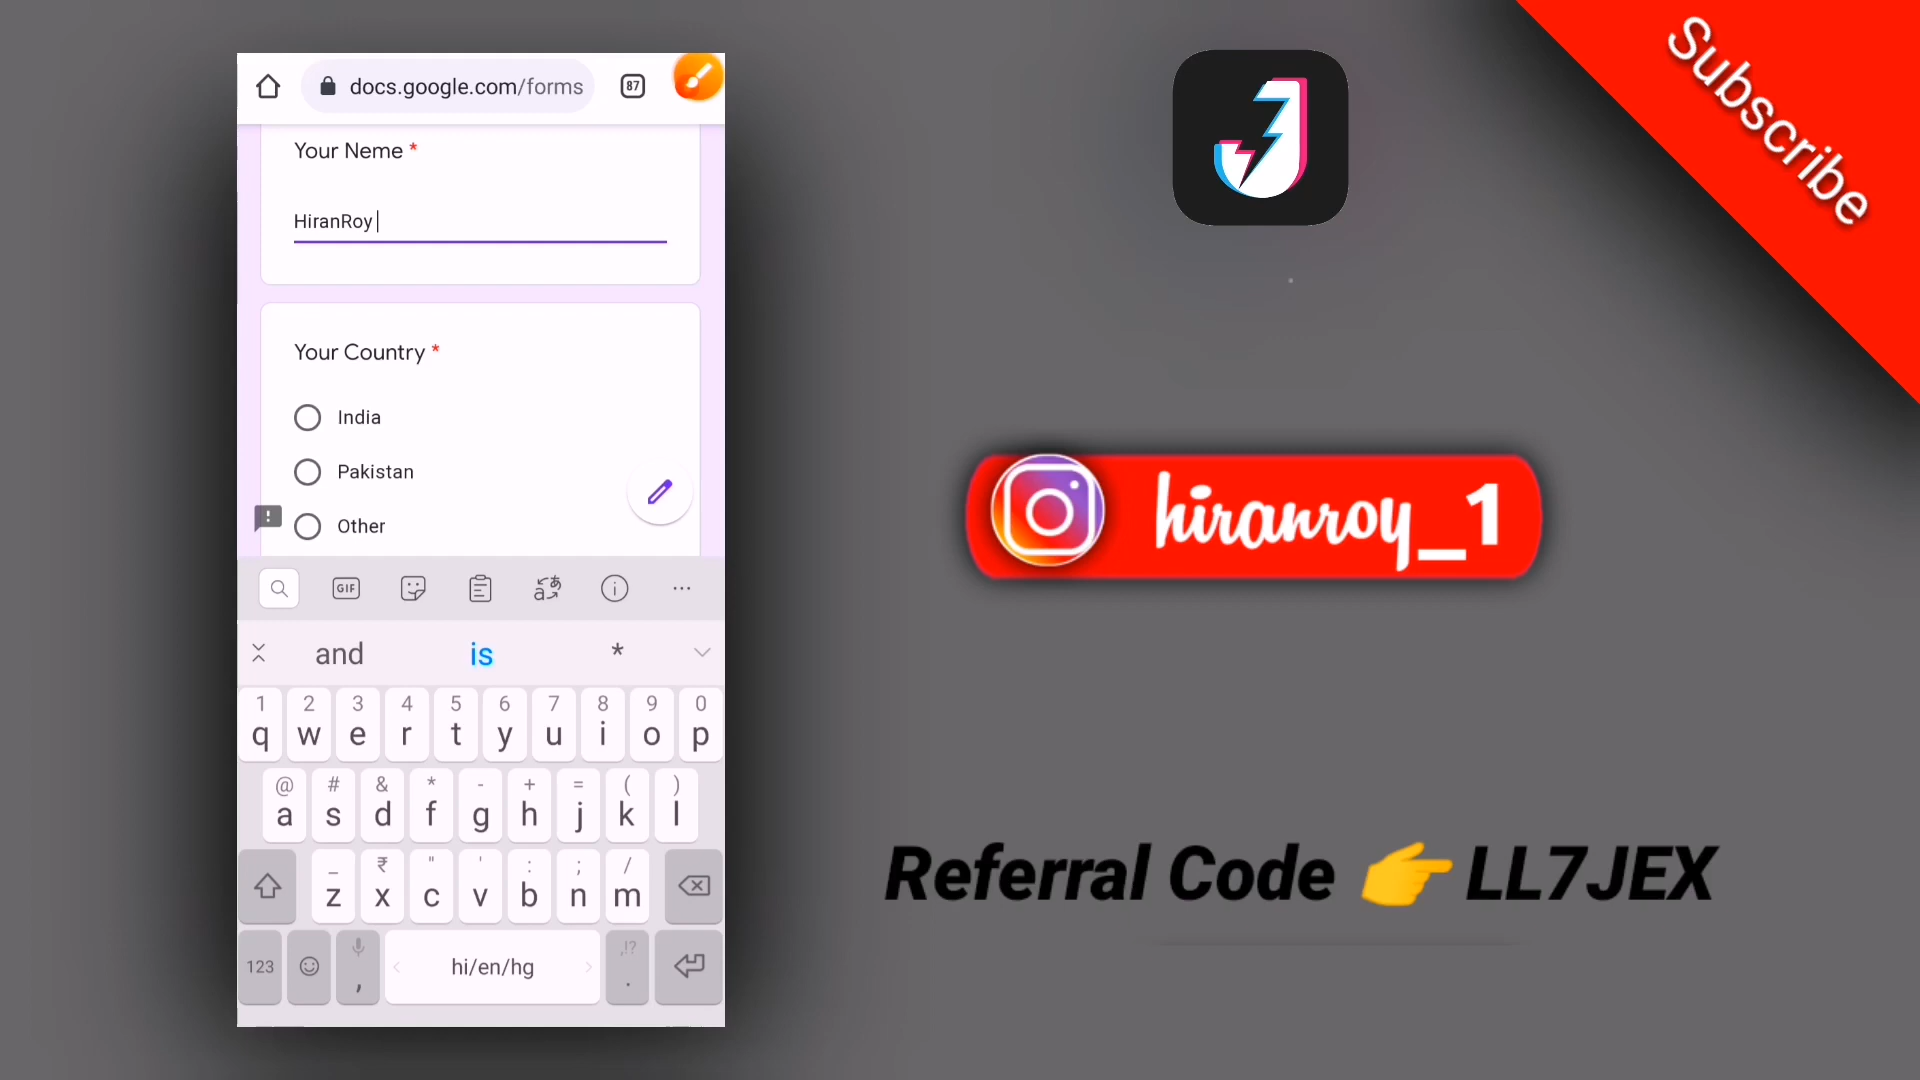 docs.google.com/forms
87
Your Neme *
HiranRoy
Your Country *
India
Pakistan
Other
GIF
and is *
1 2 3 4 5 6 7 8 9 0
q w e r t y u i o p
@ # & * - + = ( )
a s d f g h j k l
_ ₹ " ' : ; /
z x c v b n m
123 , hi/en/hg ,!? .
Subscribe
hiranroy_1
Referral Code 👉 LL7JEX